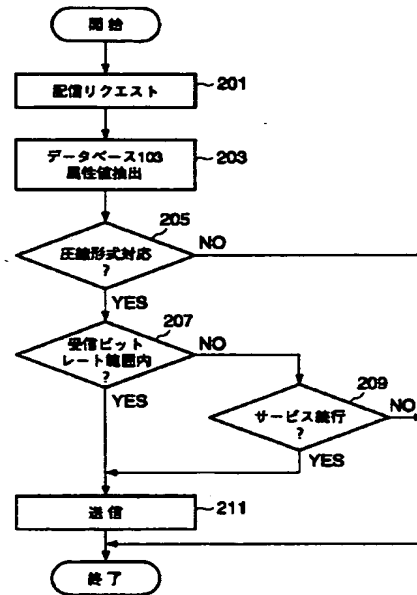 開始
配信リクエスト
201
データベース103
属性値抽出
203
205
圧縮形式対応
?
NO
YES
207
受信ビット
レート範囲内
?
NO
YES
209
サービス続行
?
NO
YES
送信
211
終了